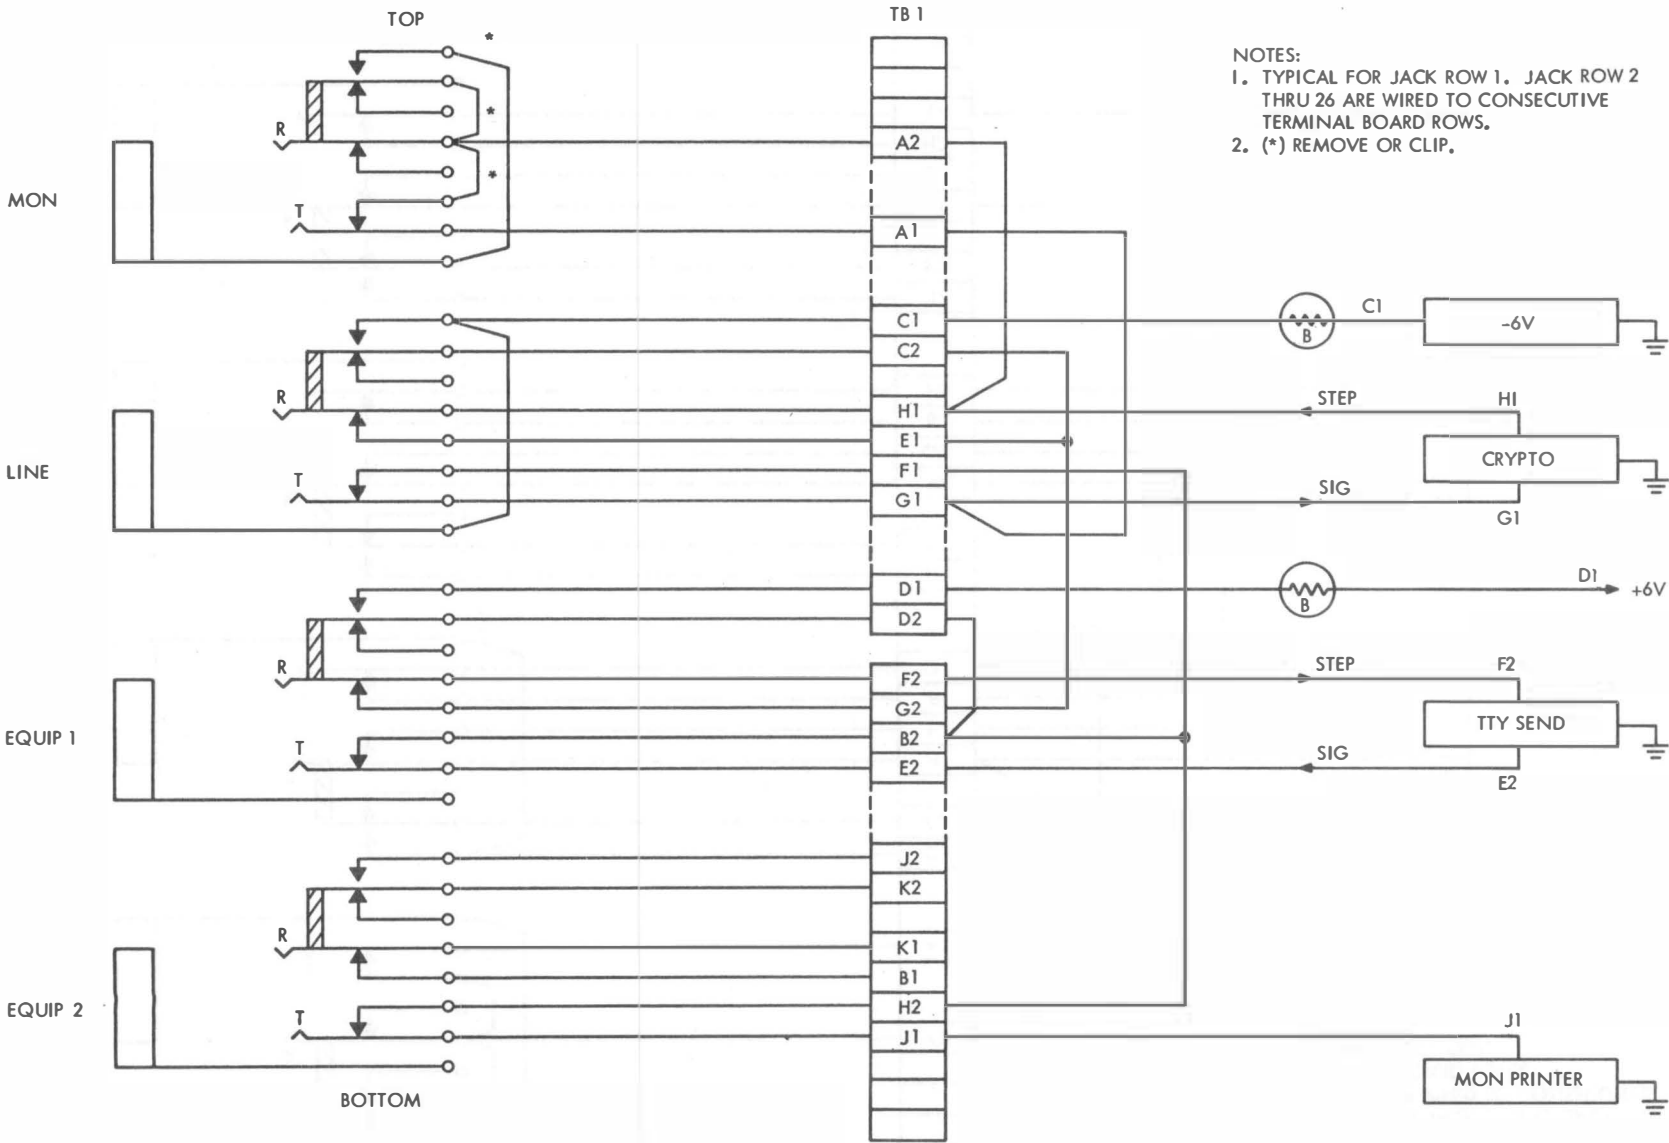 TOP
TB 1
NOTES:
1. TYPICAL FOR JACK ROW 1. JACK ROW 2
THRU 26 ARE WIRED TO CONSECUTIVE
TERMINAL BOARD ROWS.
2. (*) REMOVE OR CLIP.
*
*
*
R
T
MON
A2
A1
C1
C2
H1
E1
F1
G1
R
T
LINE
B
C1
-6V
STEP
H1
CRYPTO
SIG
G1
D1
D2
F2
G2
B2
E2
R
T
EQUIP 1
B
D1
+6V
STEP
F2
TTY SEND
SIG
E2
J2
K2
K1
B1
H2
J1
R
T
EQUIP 2
J1
MON PRINTER
BOTTOM